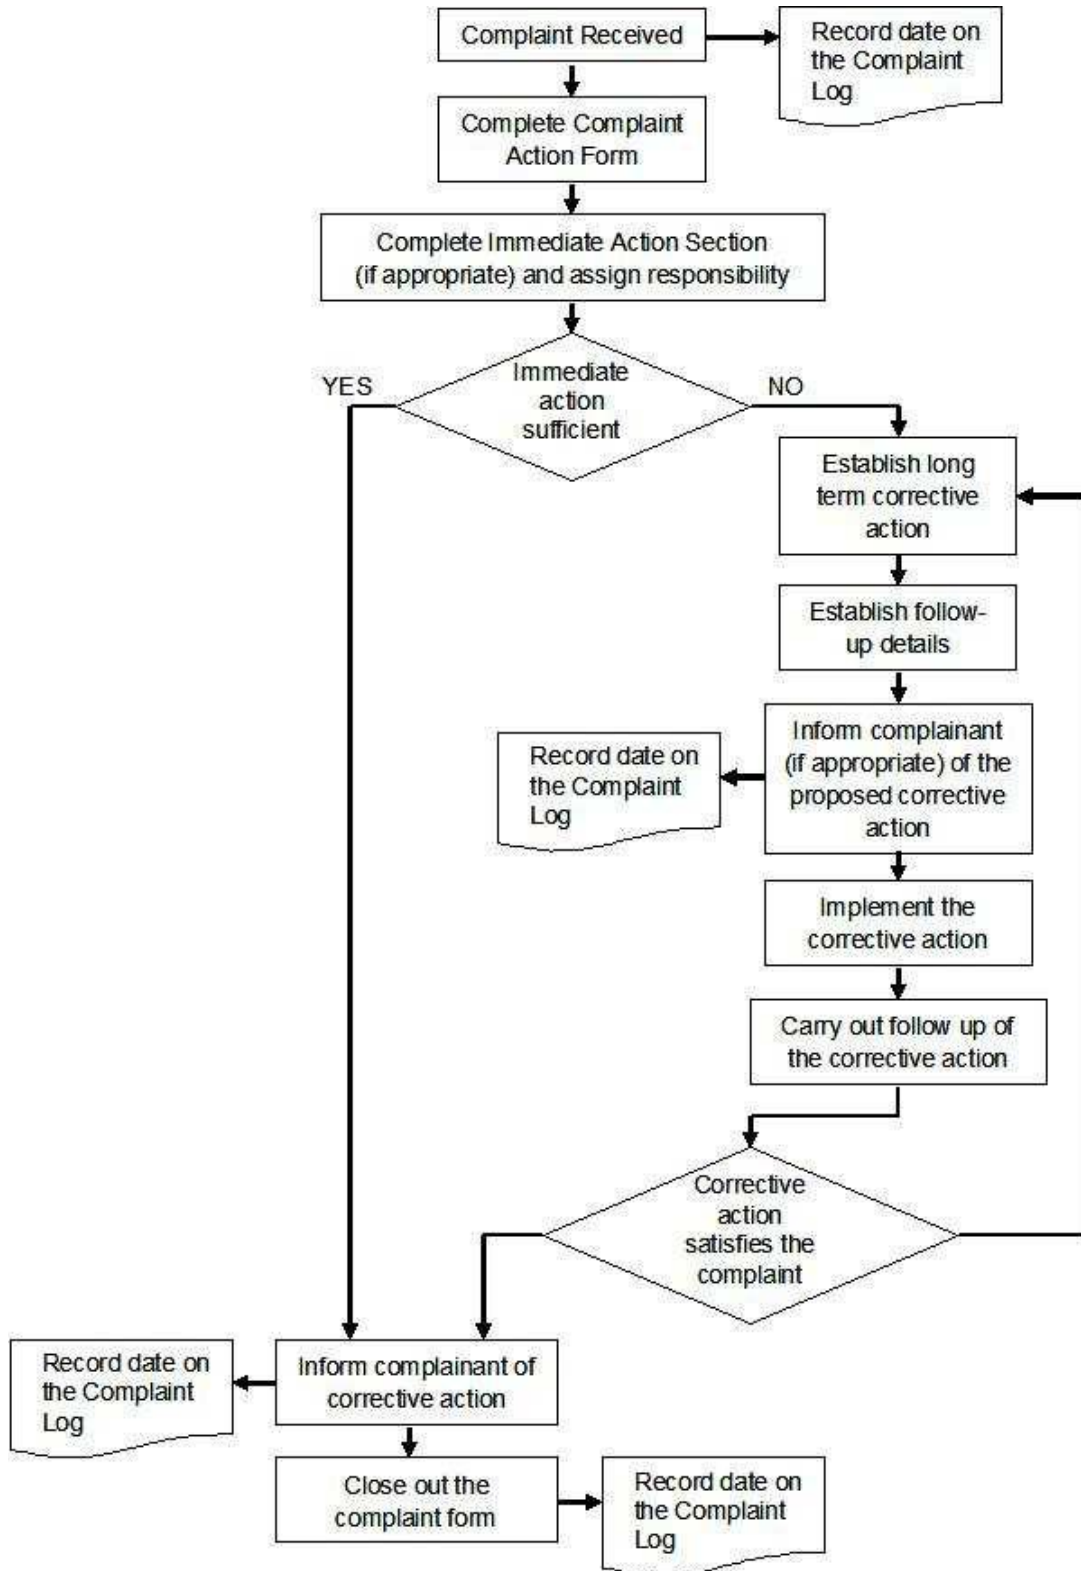 Complaint Received
Record date on
the Complaint
Log
Complete Complaint
Action Form
Complete Immediate Action Section
(if appropriate) and assign responsibility
YES
Immediate
action
sufficient
NO
Establish long
term corrective
action
Establish follow-
up details
Inform complainant
(if appropriate) of the
proposed corrective
action
Record date on
the Complaint
Log
Implement the
corrective action
Carry out follow up of
the corrective action
Corrective
action
satisfies the
complaint
Record date on
the Complaint
Log
Inform complainant of
corrective action
Close out the
complaint form
Record date on
the Complaint
Log